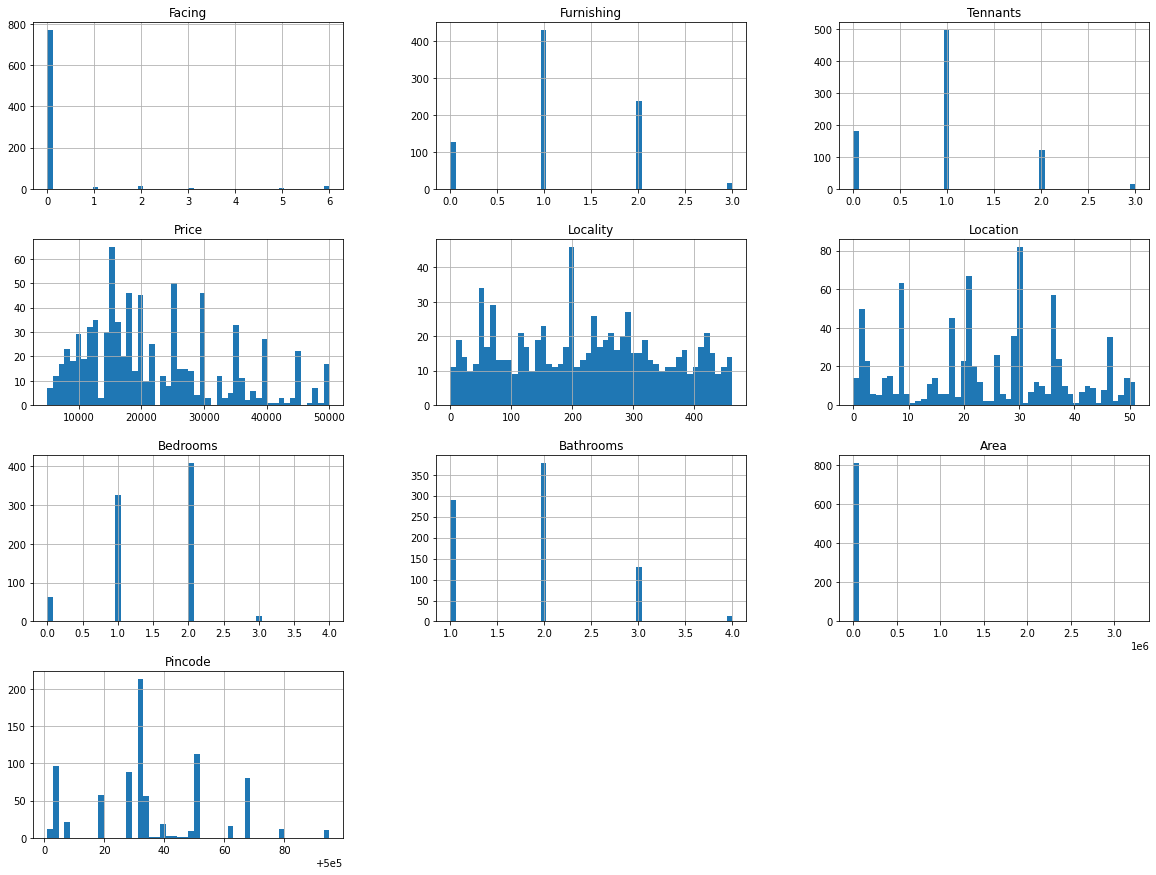 Facing
800
600
400
200
0
0 1 2 3 4 5 6
Furnishing
400
300
200
100
0
0.0 0.5 1.0 1.5 2.0 2.5 3.0
Tennants
500
400
300
200
100
0
0.0 0.5 1.0 1.5 2.0 2.5 3.0
Price
60
50
40
30
20
10
0
10000 20000 30000 40000 50000
Locality
40
30
20
10
0
0 100 200 300 400
Location
80
60
40
20
0
0 10 20 30 40 50
Bedrooms
400
300
200
100
0
0.0 0.5 1.0 1.5 2.0 2.5 3.0 3.5 4.0
Bathrooms
350
300
250
200
150
100
50
0
1.0 1.5 2.0 2.5 3.0 3.5 4.0
Area
800
600
400
200
0
0.0 0.5 1.0 1.5 2.0 2.5 3.0
1e6
Pincode
200
150
100
50
0
0 20 40 60 80
+5e5